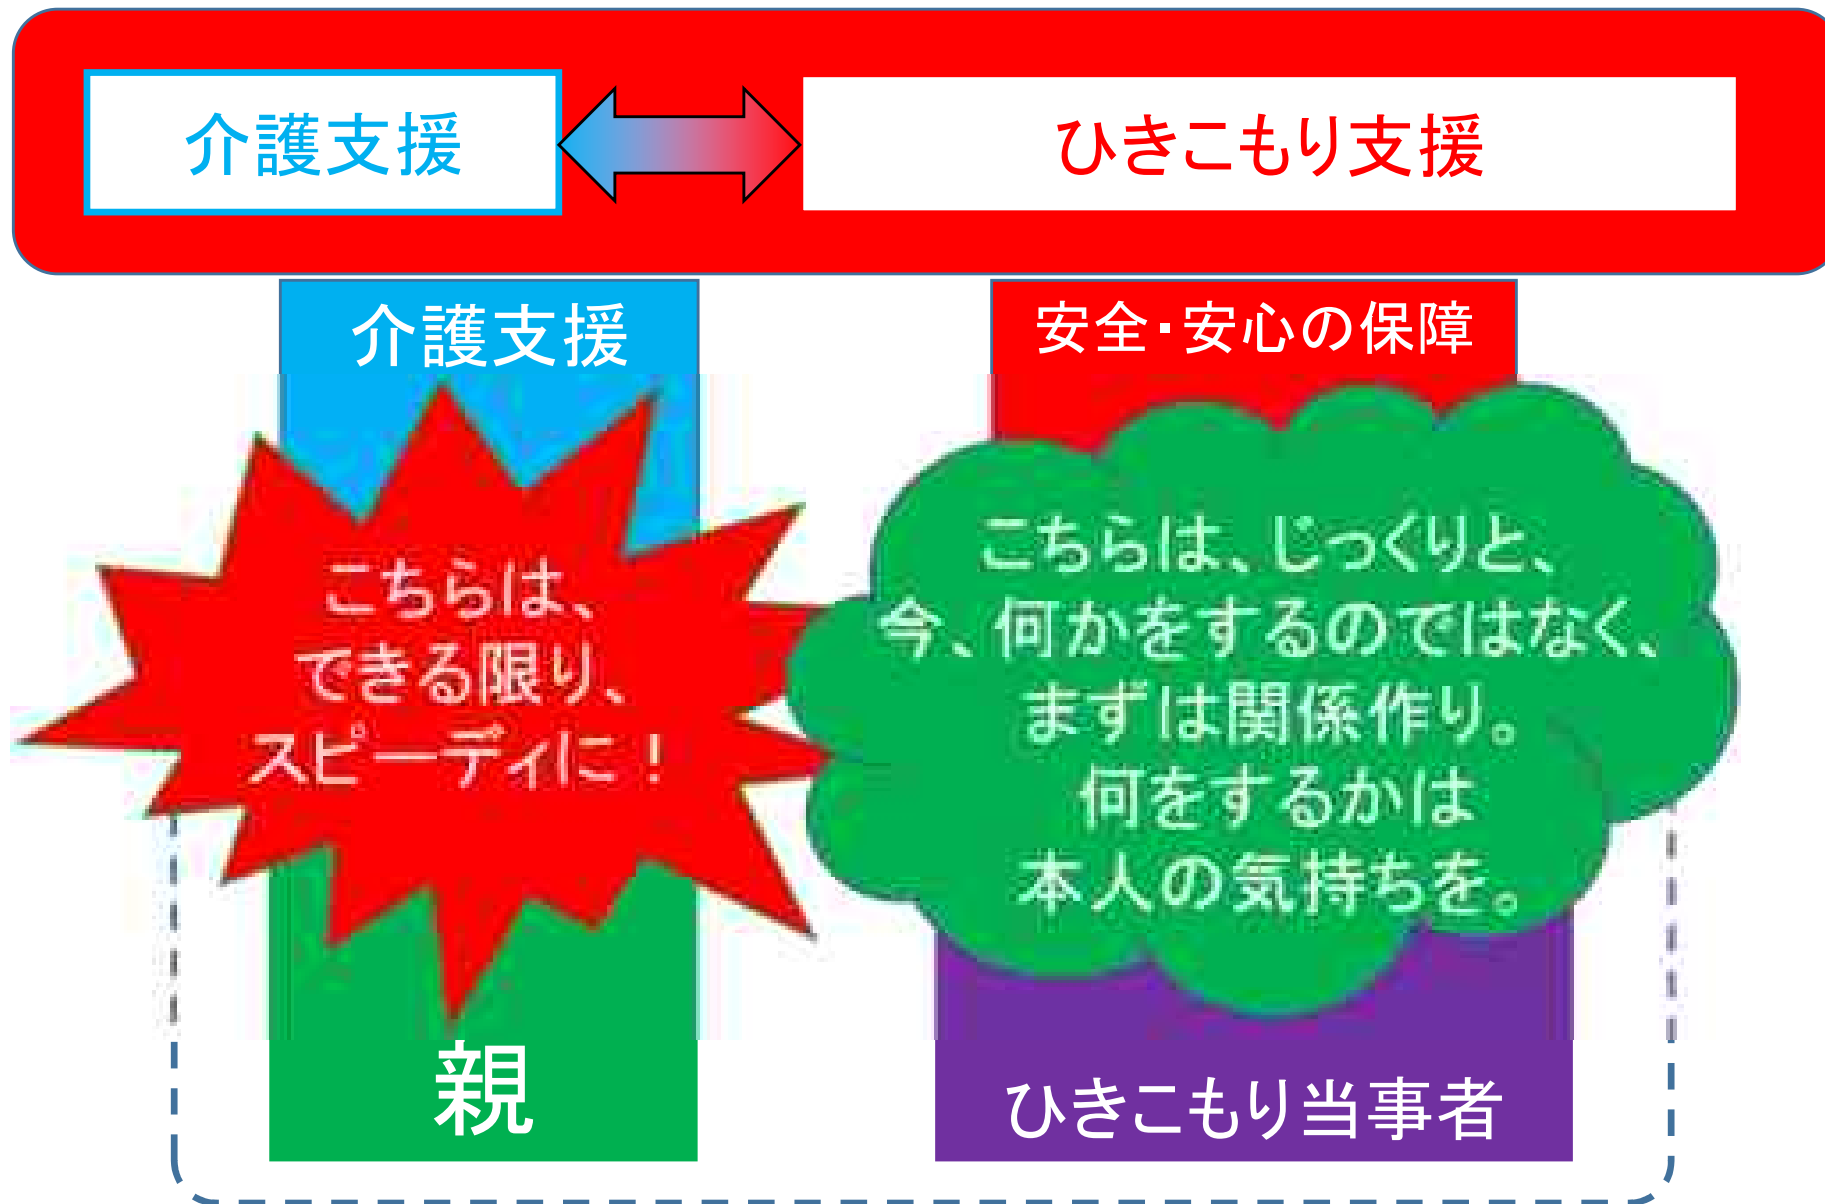 介護支援
ひきこもり支援
介護支援
安全・安心の保障
こちらは、
できる限り、
スピーディに！
こちらは、じっくりと、
今、何かをするのではなく、
まずは関係作り。
何をするかは
本人の気持ちを。
親
ひきこもり当事者